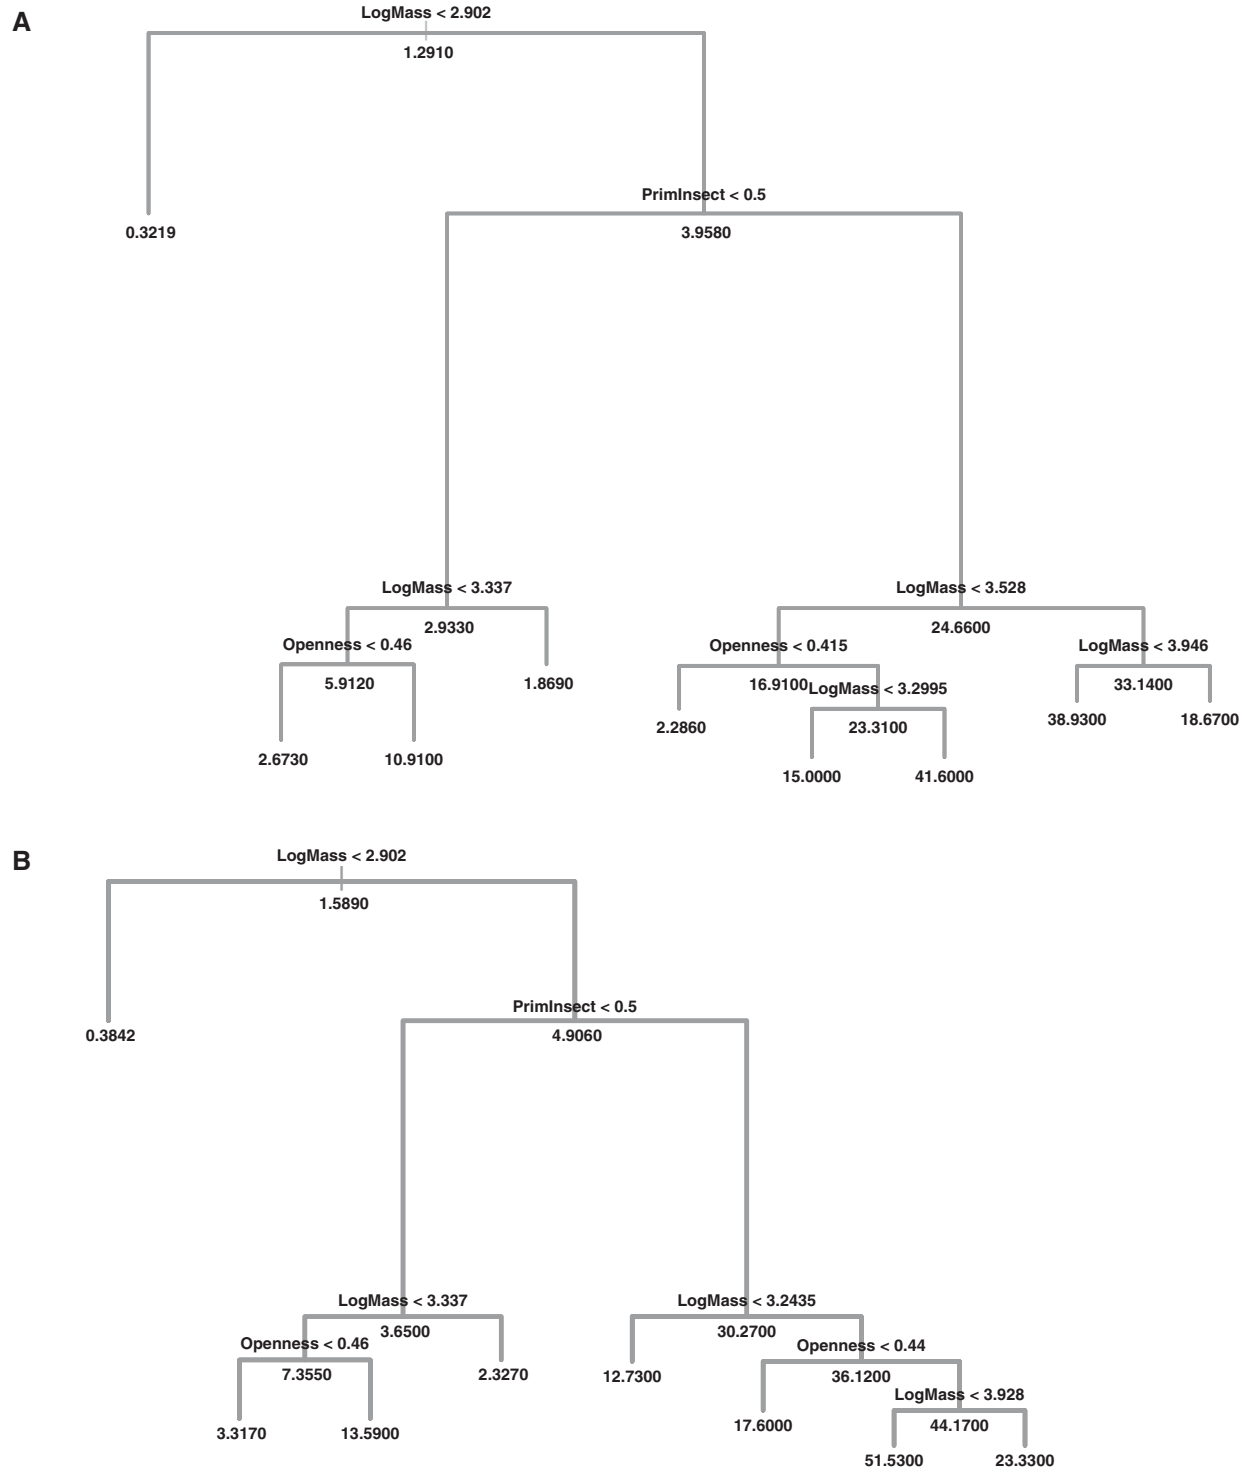 A
LogMass < 2.902
1.2910
PrimInsect < 0.5
0.3219
3.9580
LogMass < 3.337
LogMass < 3.528
2.9330
24.6600
Openness < 0.46
Openness < 0.415
LogMass < 3.946
5.9120
1.8690
16.9100
LogMass < 3.2995
33.1400
2.2860
23.3100
38.9300
18.6700
2.6730
10.9100
15.0000
41.6000
B
LogMass < 2.902
1.5890
PrimInsect < 0.5
0.3842
4.9060
LogMass < 3.337
LogMass < 3.2435
3.6500
30.2700
Openness < 0.46
Openness < 0.44
7.3550
2.3270
12.7300
36.1200
LogMass < 3.928
3.3170
13.5900
17.6000
44.1700
51.5300
23.3300